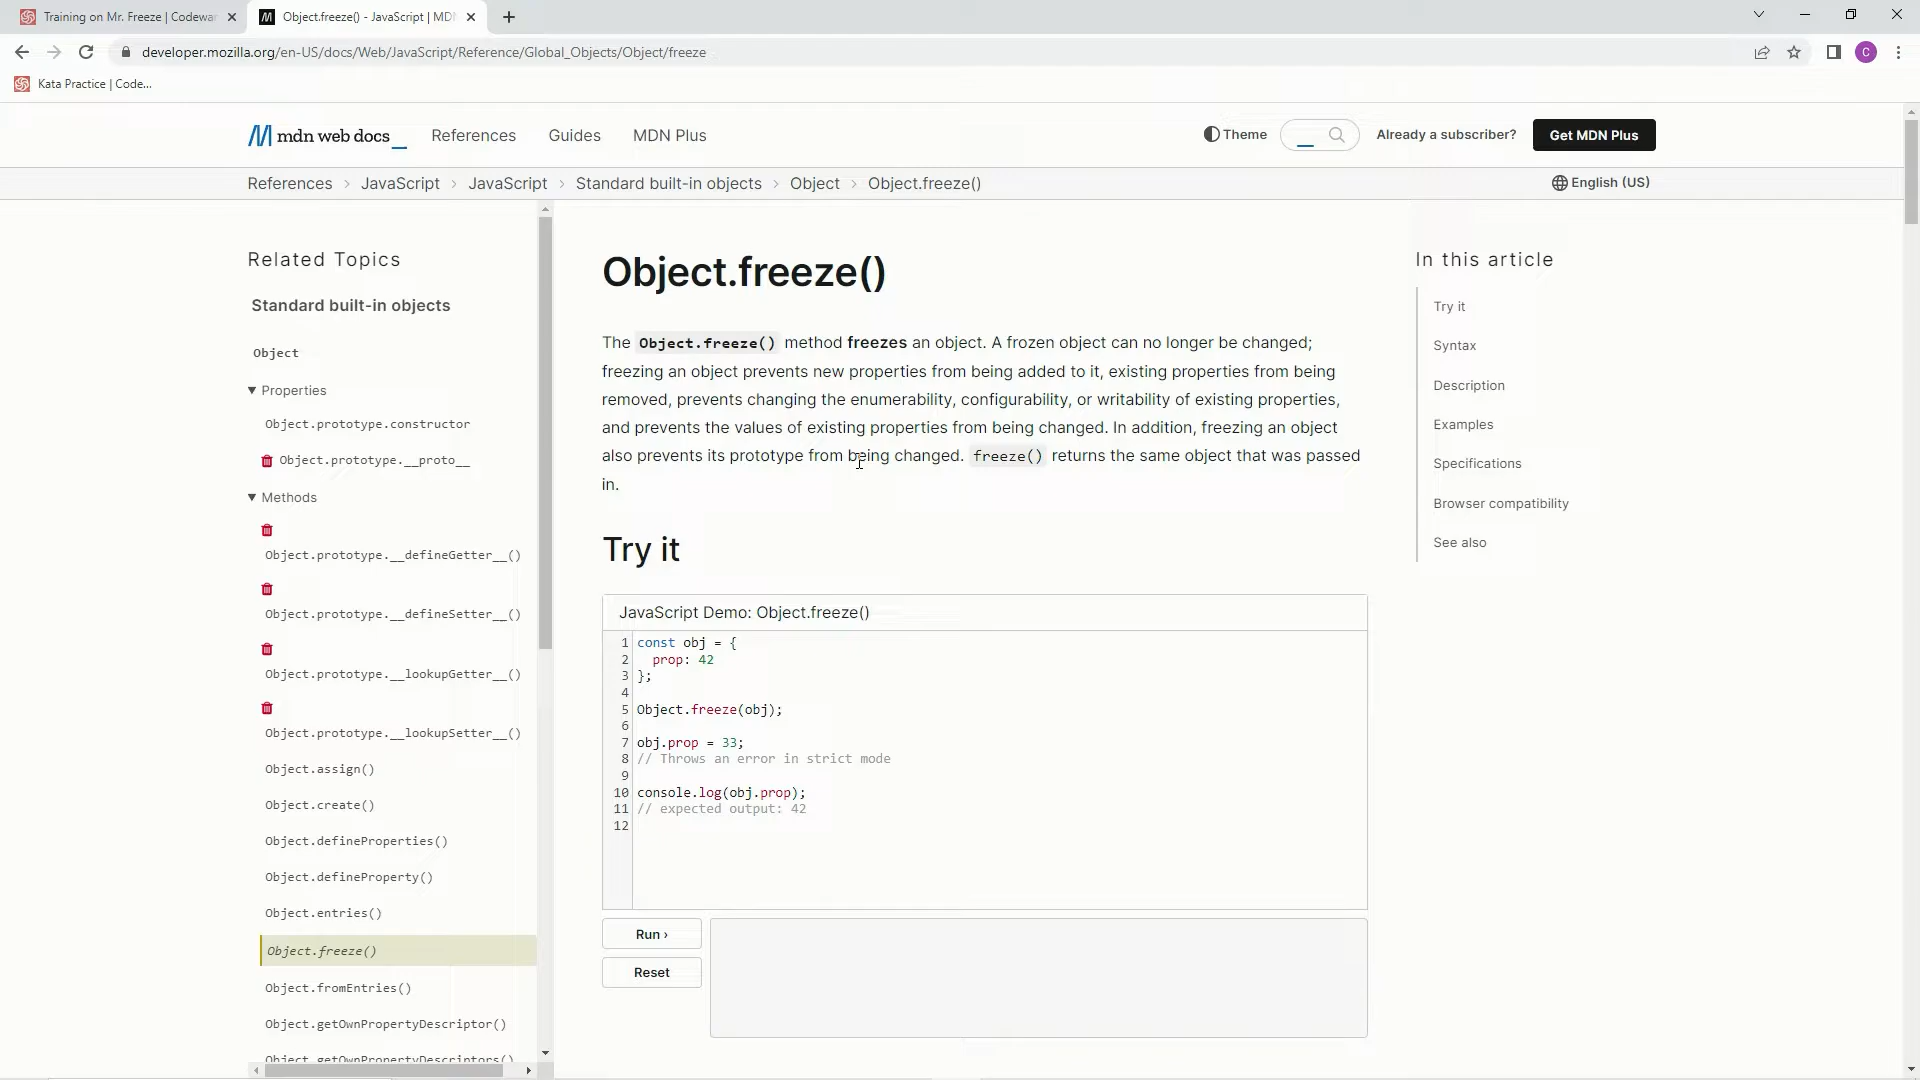 Training on Mr. Freeze | Codewar
Object.freeze() - JavaScript | MDN
developer.mozilla.org/en-US/docs/Web/JavaScript/Reference/Global_Objects/Object/freeze
C
Kata Practice | Code...
mdn web docs_
References
Guides
MDN Plus
Theme
Already a subscriber?
Get MDN Plus
References > JavaScript > JavaScript > Standard built-in objects > Object > Object.freeze()
English (US)
Related Topics
Standard built-in objects
Object
Properties
Object.prototype.constructor
Object.prototype.__proto__
Methods
Object.prototype.__defineGetter__()
Object.prototype.__defineSetter__()
Object.prototype.__lookupGetter__()
Object.prototype.__lookupSetter__()
Object.assign()
Object.create()
Object.defineProperties()
Object.defineProperty()
Object.entries()
Object.freeze()
Object.fromEntries()
Object.getOwnPropertyDescriptor()
Object.getOwnPropertyDescriptors()
Object.freeze()
The Object.freeze() method freezes an object. A frozen object can no longer be changed;
freezing an object prevents new properties from being added to it, existing properties from being
removed, prevents changing the enumerability, configurability, or writability of existing properties,
and prevents the values of existing properties from being changed. In addition, freezing an object
also prevents its prototype from being changed. freeze() returns the same object that was passed
in.
Try it
JavaScript Demo: Object.freeze()
1 const obj = {
2   prop: 42
3 };
4
5 Object.freeze(obj);
6
7 obj.prop = 33;
8 // Throws an error in strict mode
9
10 console.log(obj.prop);
11 // expected output: 42
12
Run ›
Reset
In this article
Try it
Syntax
Description
Examples
Specifications
Browser compatibility
See also